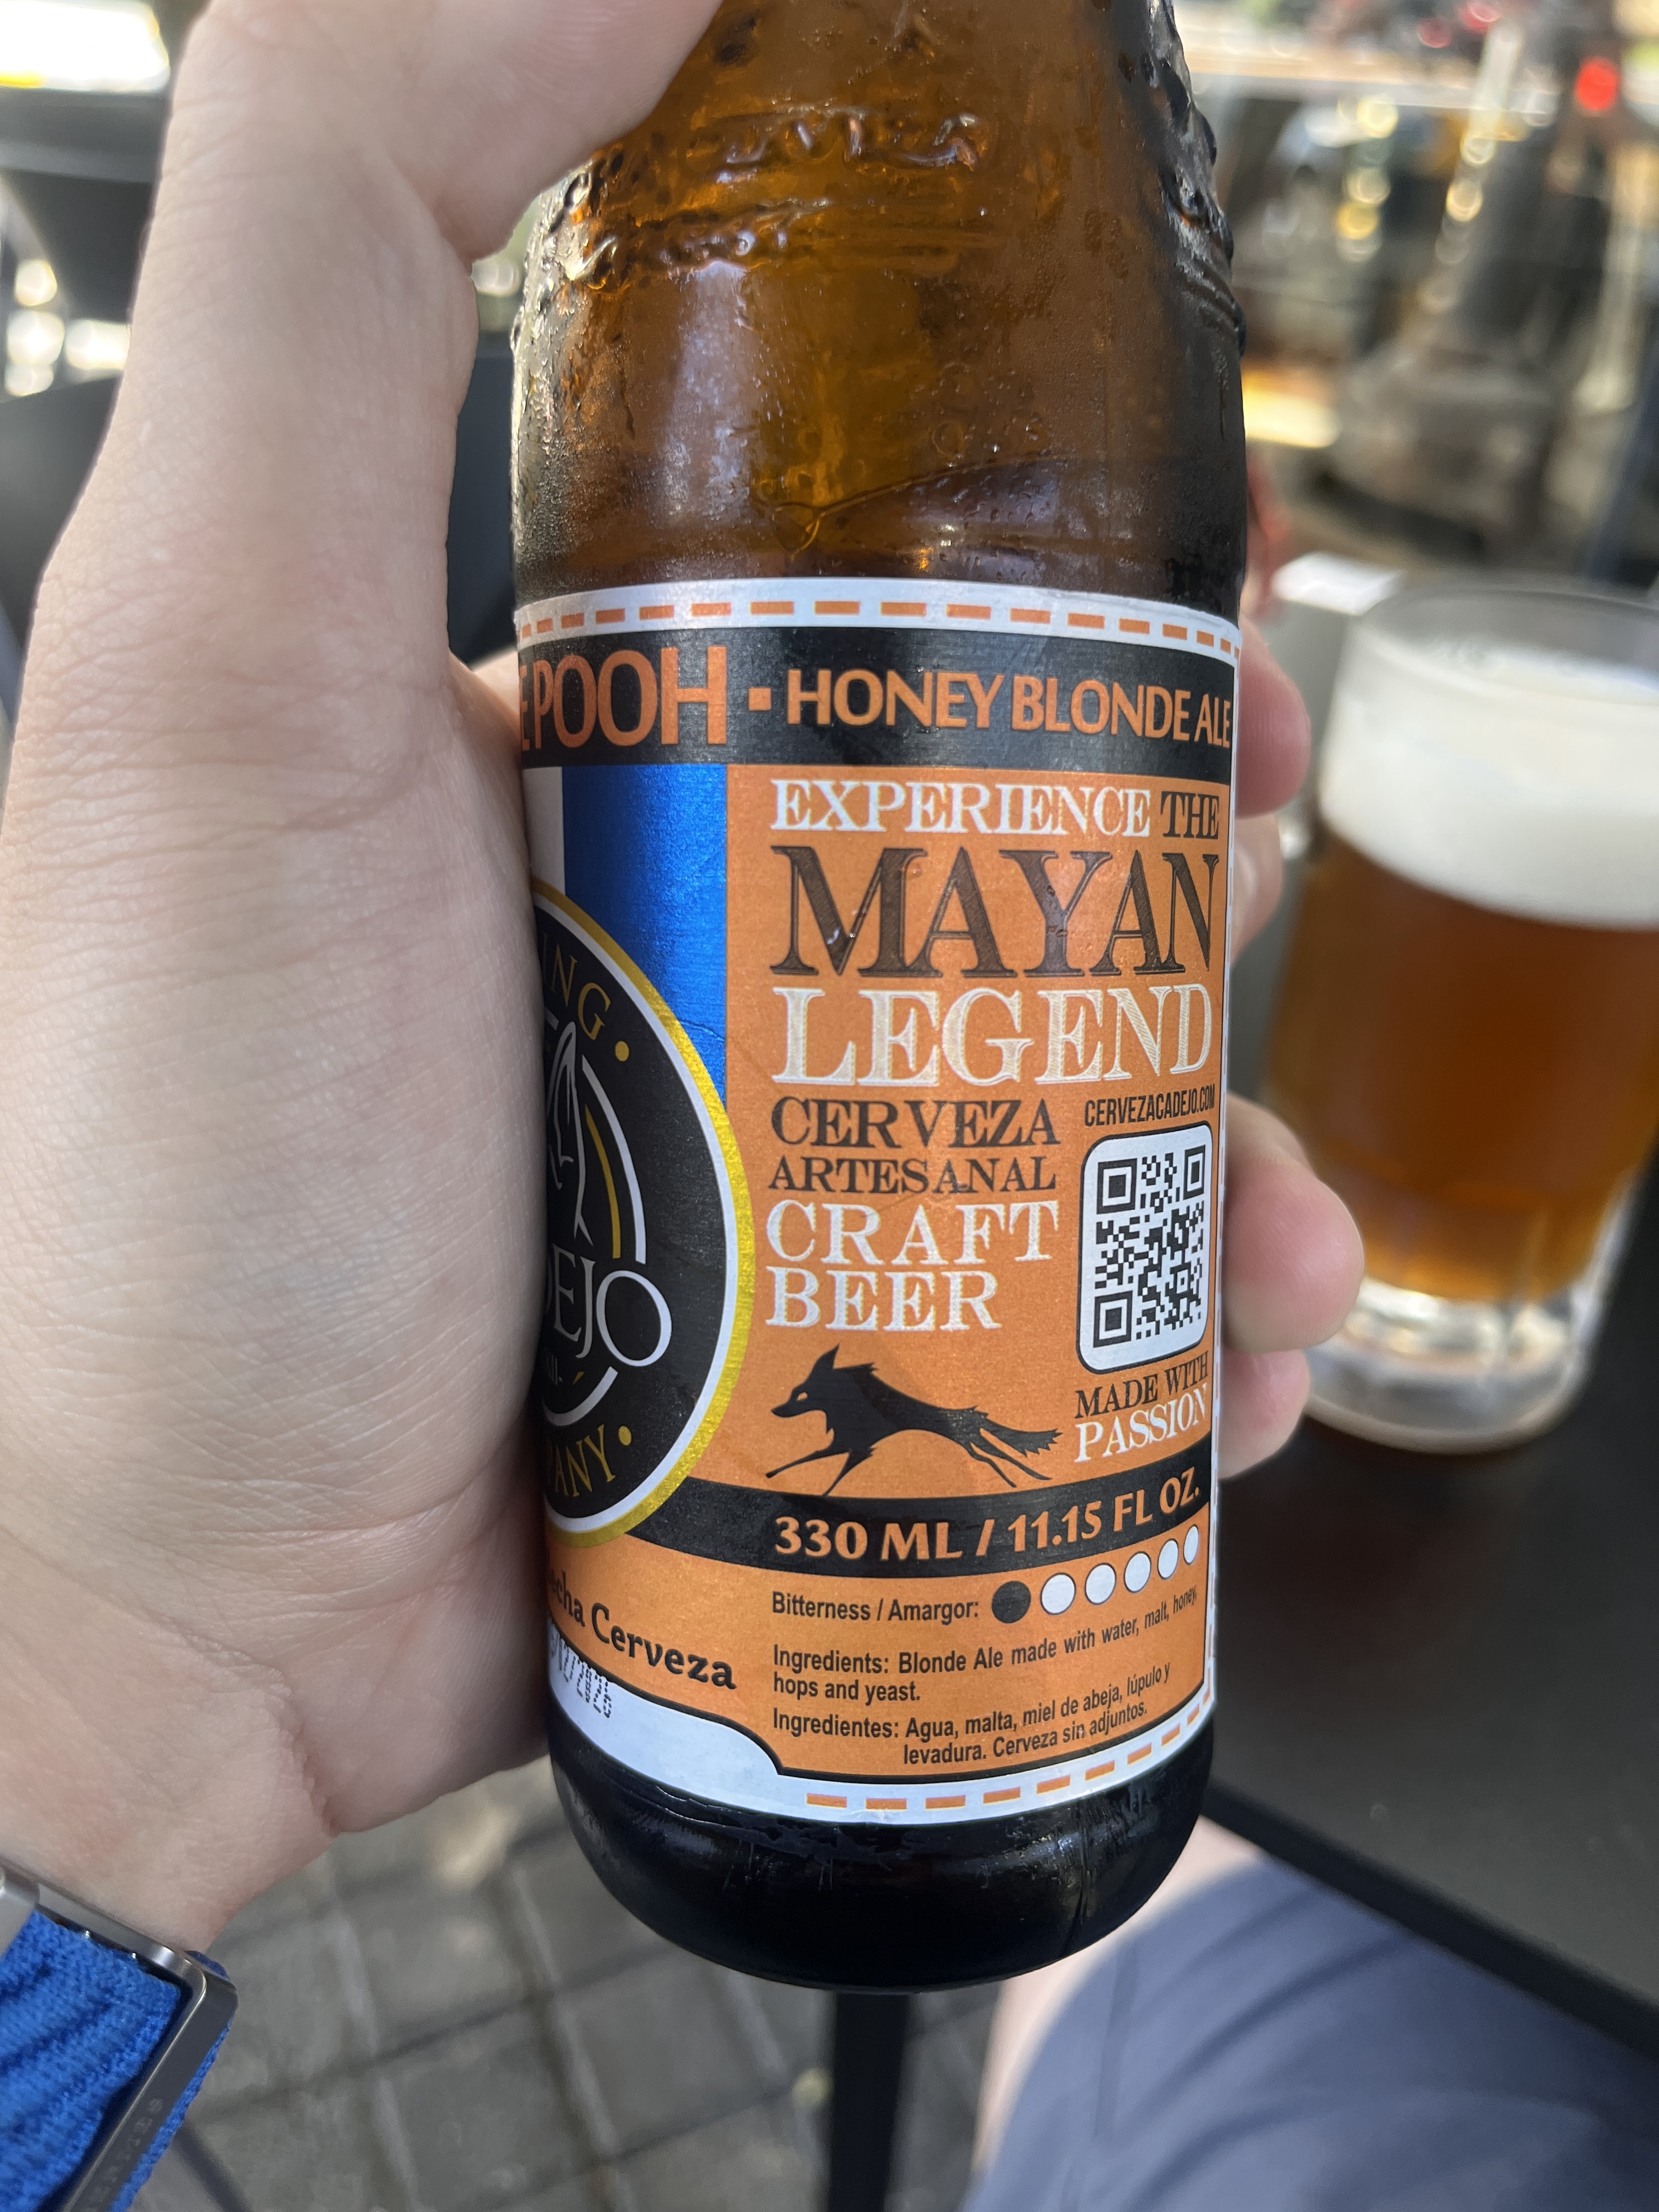 POOH · HONEY BLONDE ALE
EXPERIENCE THE
MAYAN
LEGEND
CERVEZA
ARTESANAL
CRAFT
BEER
CERVEZACADEJO.COM
MADE WITH
PASSION
330 ML / 11.15 FL OZ.
Bitterness / Amargor:
Ingredients: Blonde Ale made with water, malt, honey,
hops and yeast.
Ingredientes: Agua, malta, miel de abeja, lúpulo y
levadura. Cerveza sin adjuntos.
Cerveza